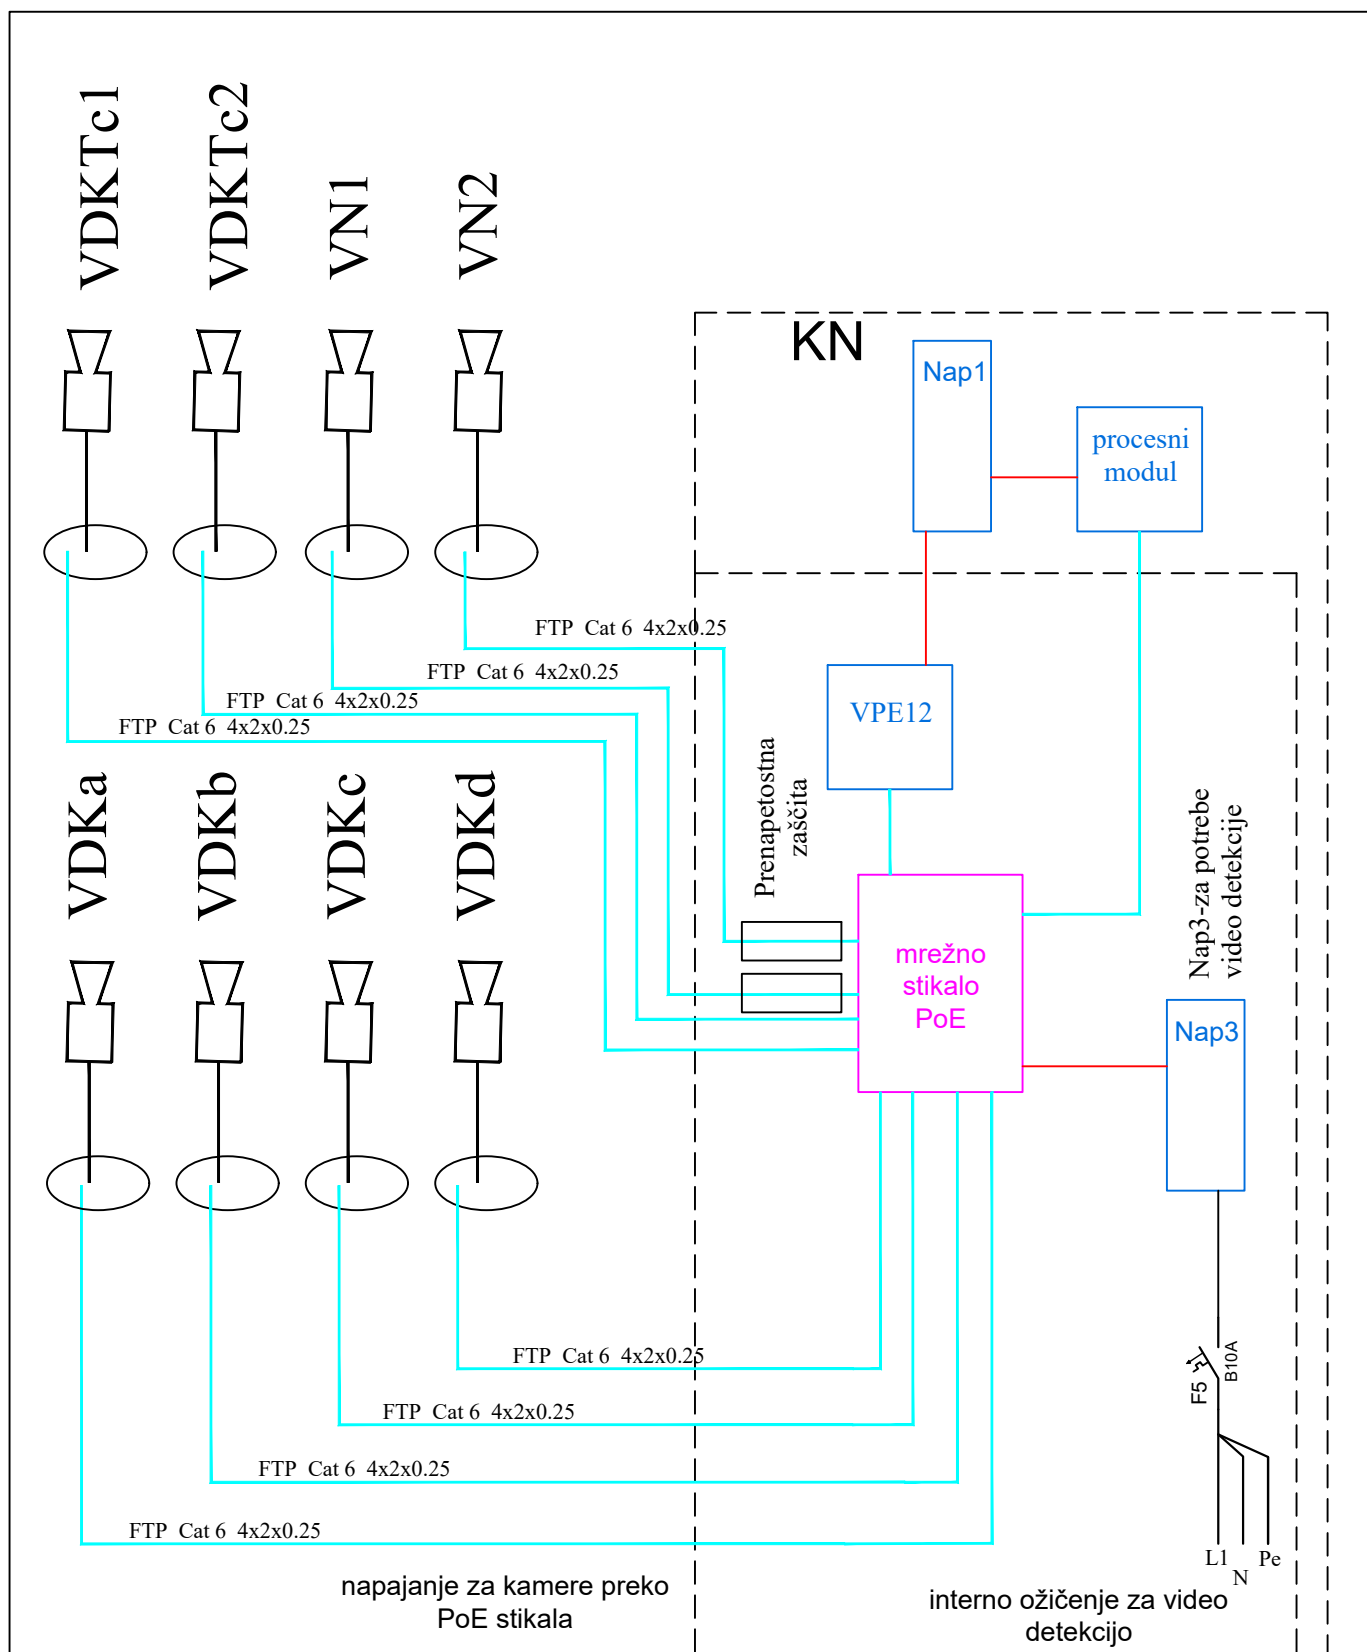 VDKTc1
VDKTc2
VN1
VN2
KN
Nap1
procesni
modul
FTP Cat 6 4x2x0.25
FTP Cat 6 4x2x0.25
FTP Cat 6 4x2x0.25
FTP Cat 6 4x2x0.25
VPE12
VDKa
VDKb
VDKc
VDKd
Prenapetostna
zaščita
Nap3-za potrebe
video detekcije
mrežno
stikalo
PoE
Nap3
FTP Cat 6 4x2x0.25
F5
B10A
FTP Cat 6 4x2x0.25
FTP Cat 6 4x2x0.25
FTP Cat 6 4x2x0.25
L1
N
Pe
napajanje za kamere preko
PoE stikala
interno ožičenje za video
detekcijo